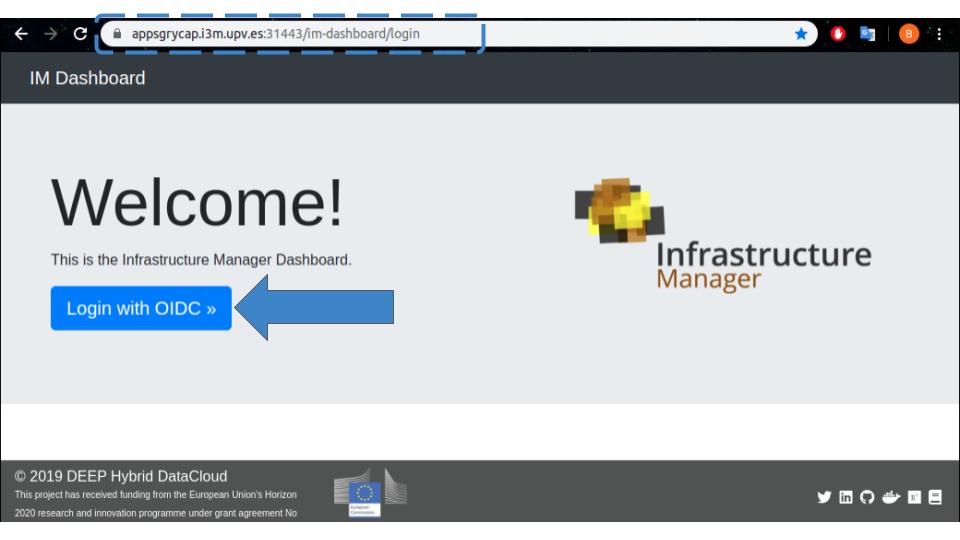 appsgrycap.i3m.upv.es:31443/im-dashboard/login
B
IM Dashboard
Welcome!
This is the Infrastructure Manager Dashboard.
Login with OIDC »
Infrastructure
Manager
© 2019 DEEP Hybrid DataCloud
This project has received funding from the European Union's Horizon
2020 research and innovation programme under grant agreement No
European
Commission